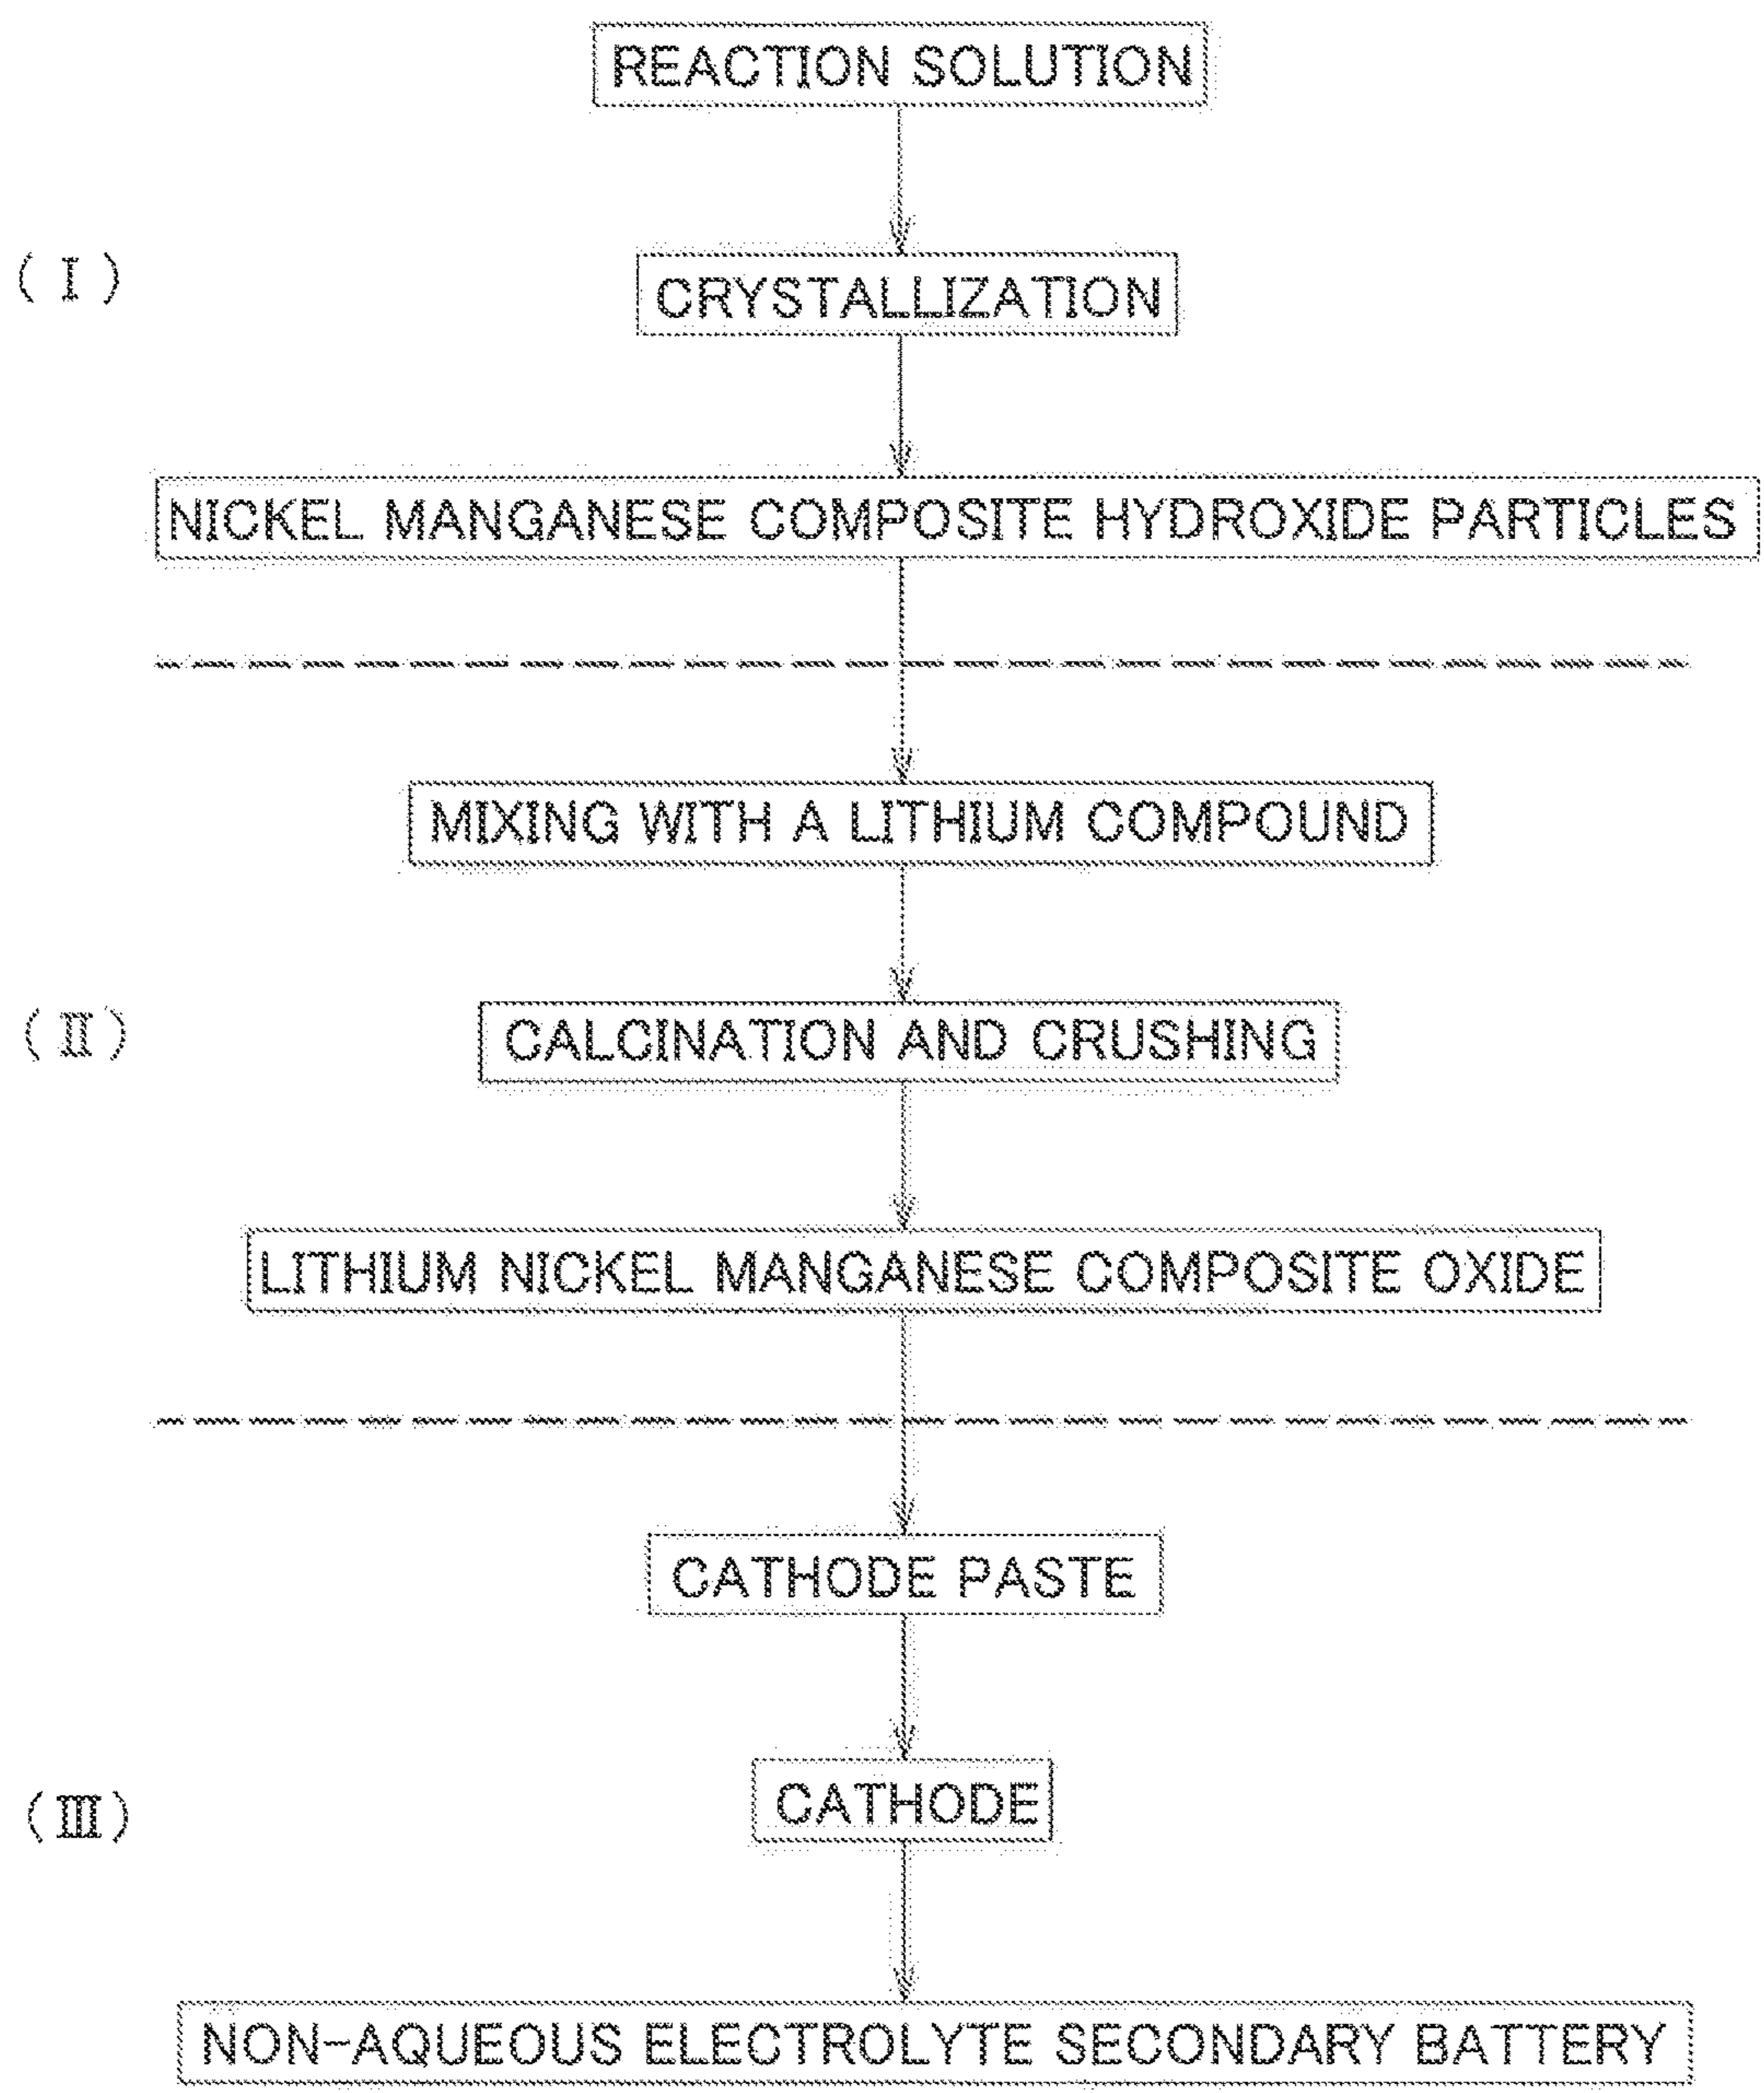 REACTION SOLUTION
( I )
CRYSTALLIZATION
NICKEL MANGANESE COMPOSITE HYDROXIDE PARTICLES
MIXING WITH A LITHIUM COMPOUND
( II )
CALCINATION AND CRUSHING
LITHIUM NICKEL MANGANESE COMPOSITE OXIDE
CATHODE PASTE
( III )
CATHODE
NON-AQUEOUS ELECTROLYTE SECONDARY BATTERY